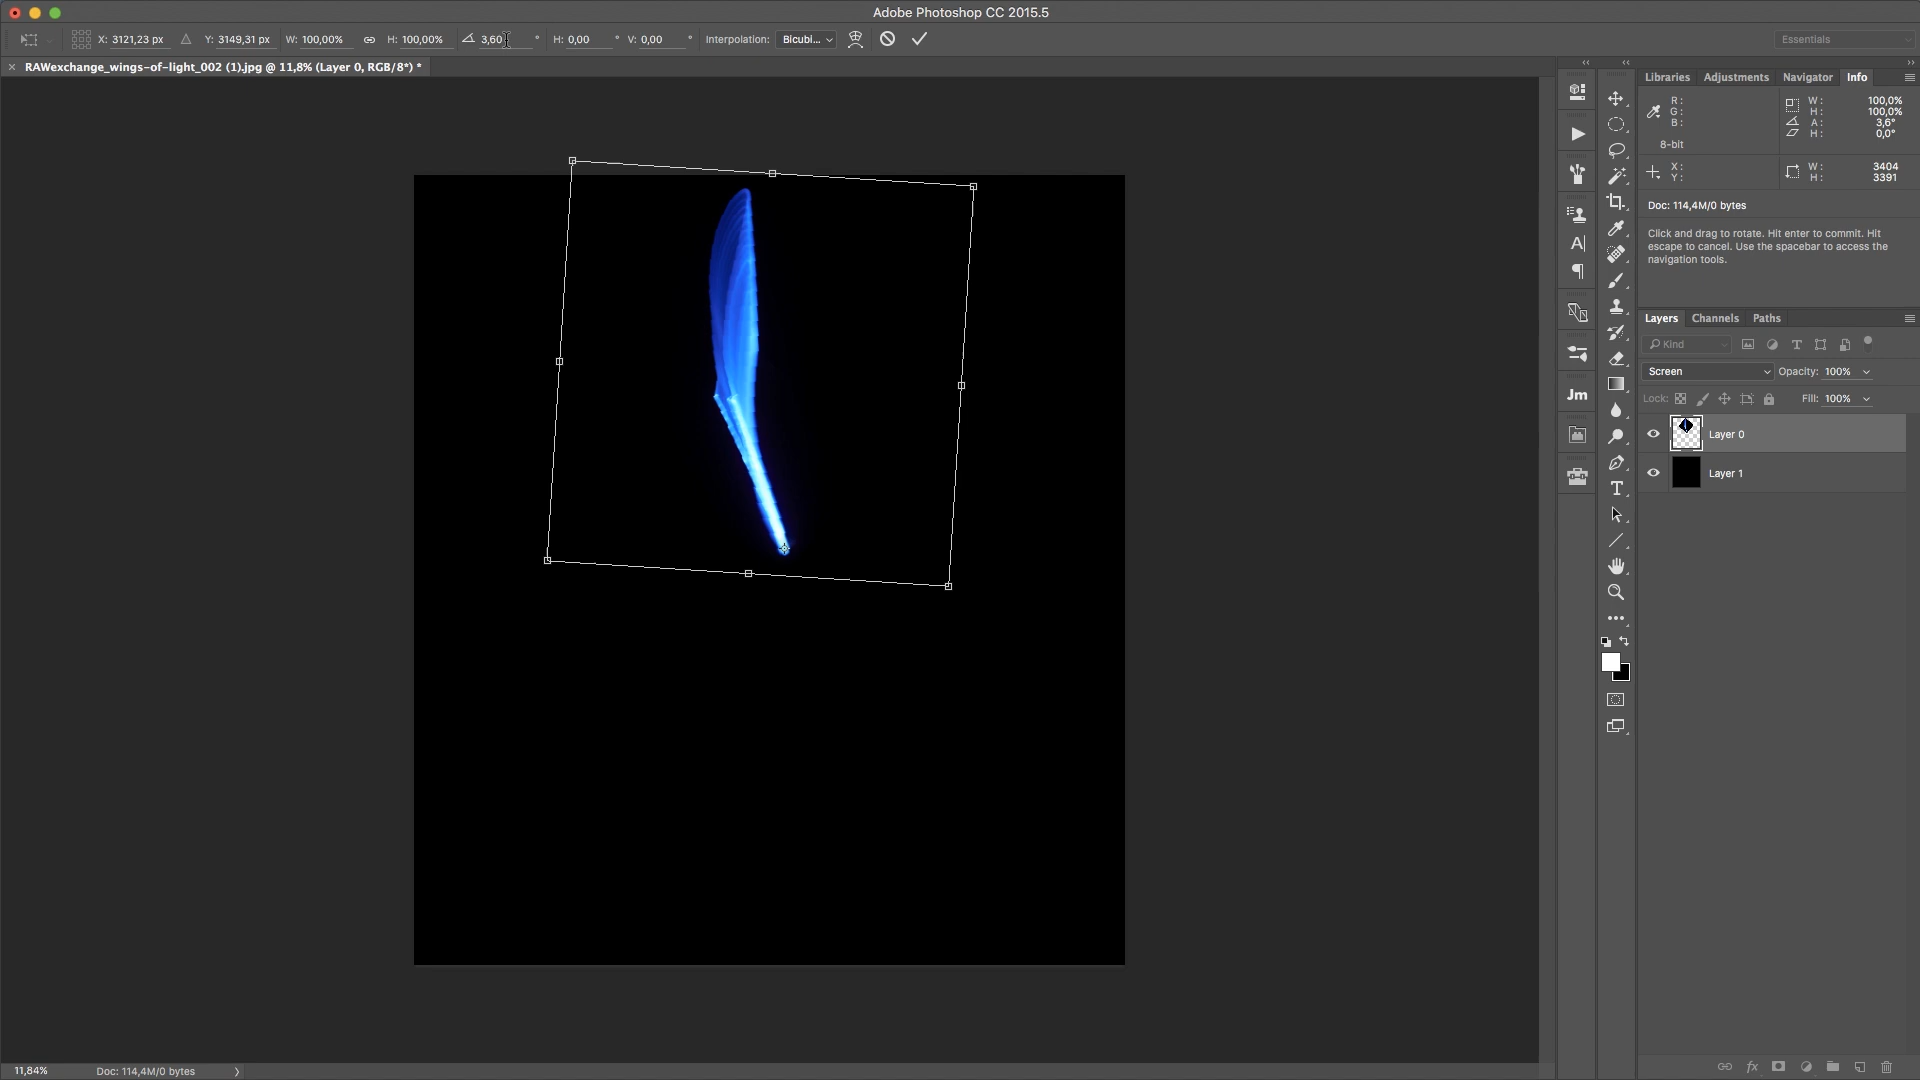 Adobe Photoshop CC 2015.5
X: 3121,23 px Y: 3149,31 px W: 100,00% H: 100,00% 3,60 ° H: 0,00 ° V: 0,00 ° Interpolation: Bicubi... Essentials
× RAWexchange_wings-of-light_002 (1).jpg @ 11,8% (Layer 0, RGB/8*) *
Libraries Adjustments Navigator Info
R: W: 100,0%
G: H: 100,0%
B: A: 3,6°
H: 0,0°
8-bit
X: W: 3404
Y: H: 3391
Doc: 114,4M/0 bytes
Click and drag to rotate. Hit enter to commit. Hit
escape to cancel. Use the spacebar to access the
navigation tools.
Layers Channels Paths
Kind
Screen Opacity: 100%
Lock: Fill: 100%
Jm
Layer 0
Layer 1
11,84% Doc: 114,4M/0 bytes